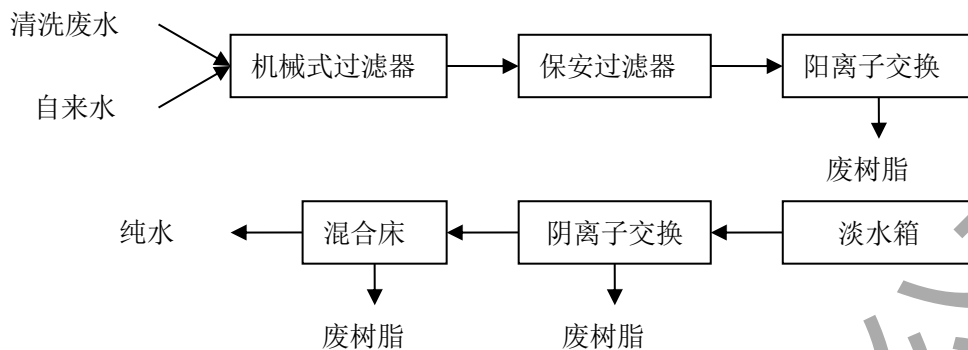 清洗废水
自来水
机械式过滤器
保安过滤器
阳离子交换
废树脂
纯水
混合床
阴离子交换
淡水箱
废树脂
废树脂